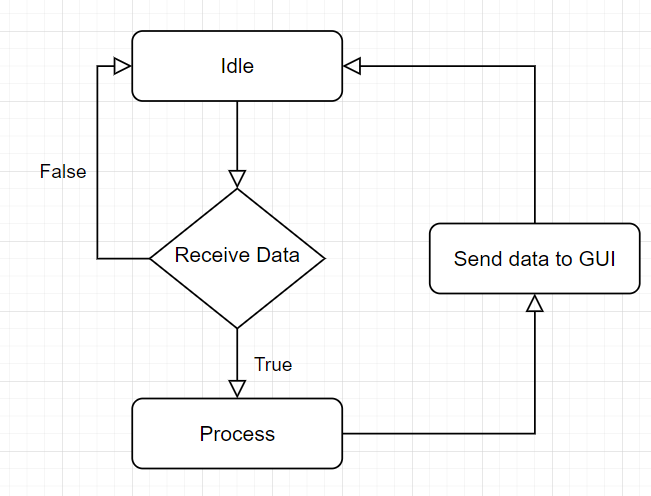 Idle
False
Receive Data
Send data to GUI
True
Process